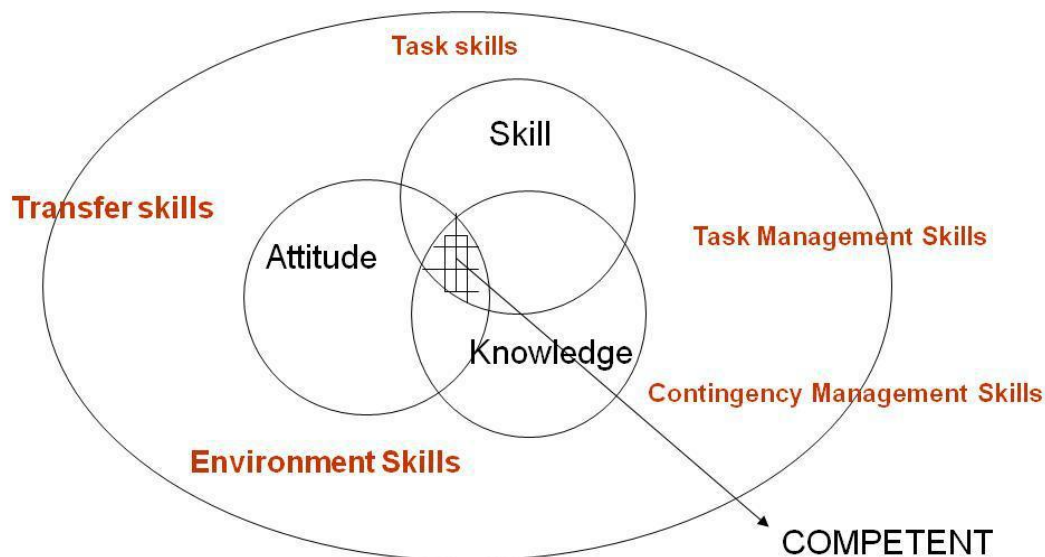 Task skills
Skill
Transfer skills
Attitude
Task Management Skills
Knowledge
Contingency Management Skills
Environment Skills
COMPETENT